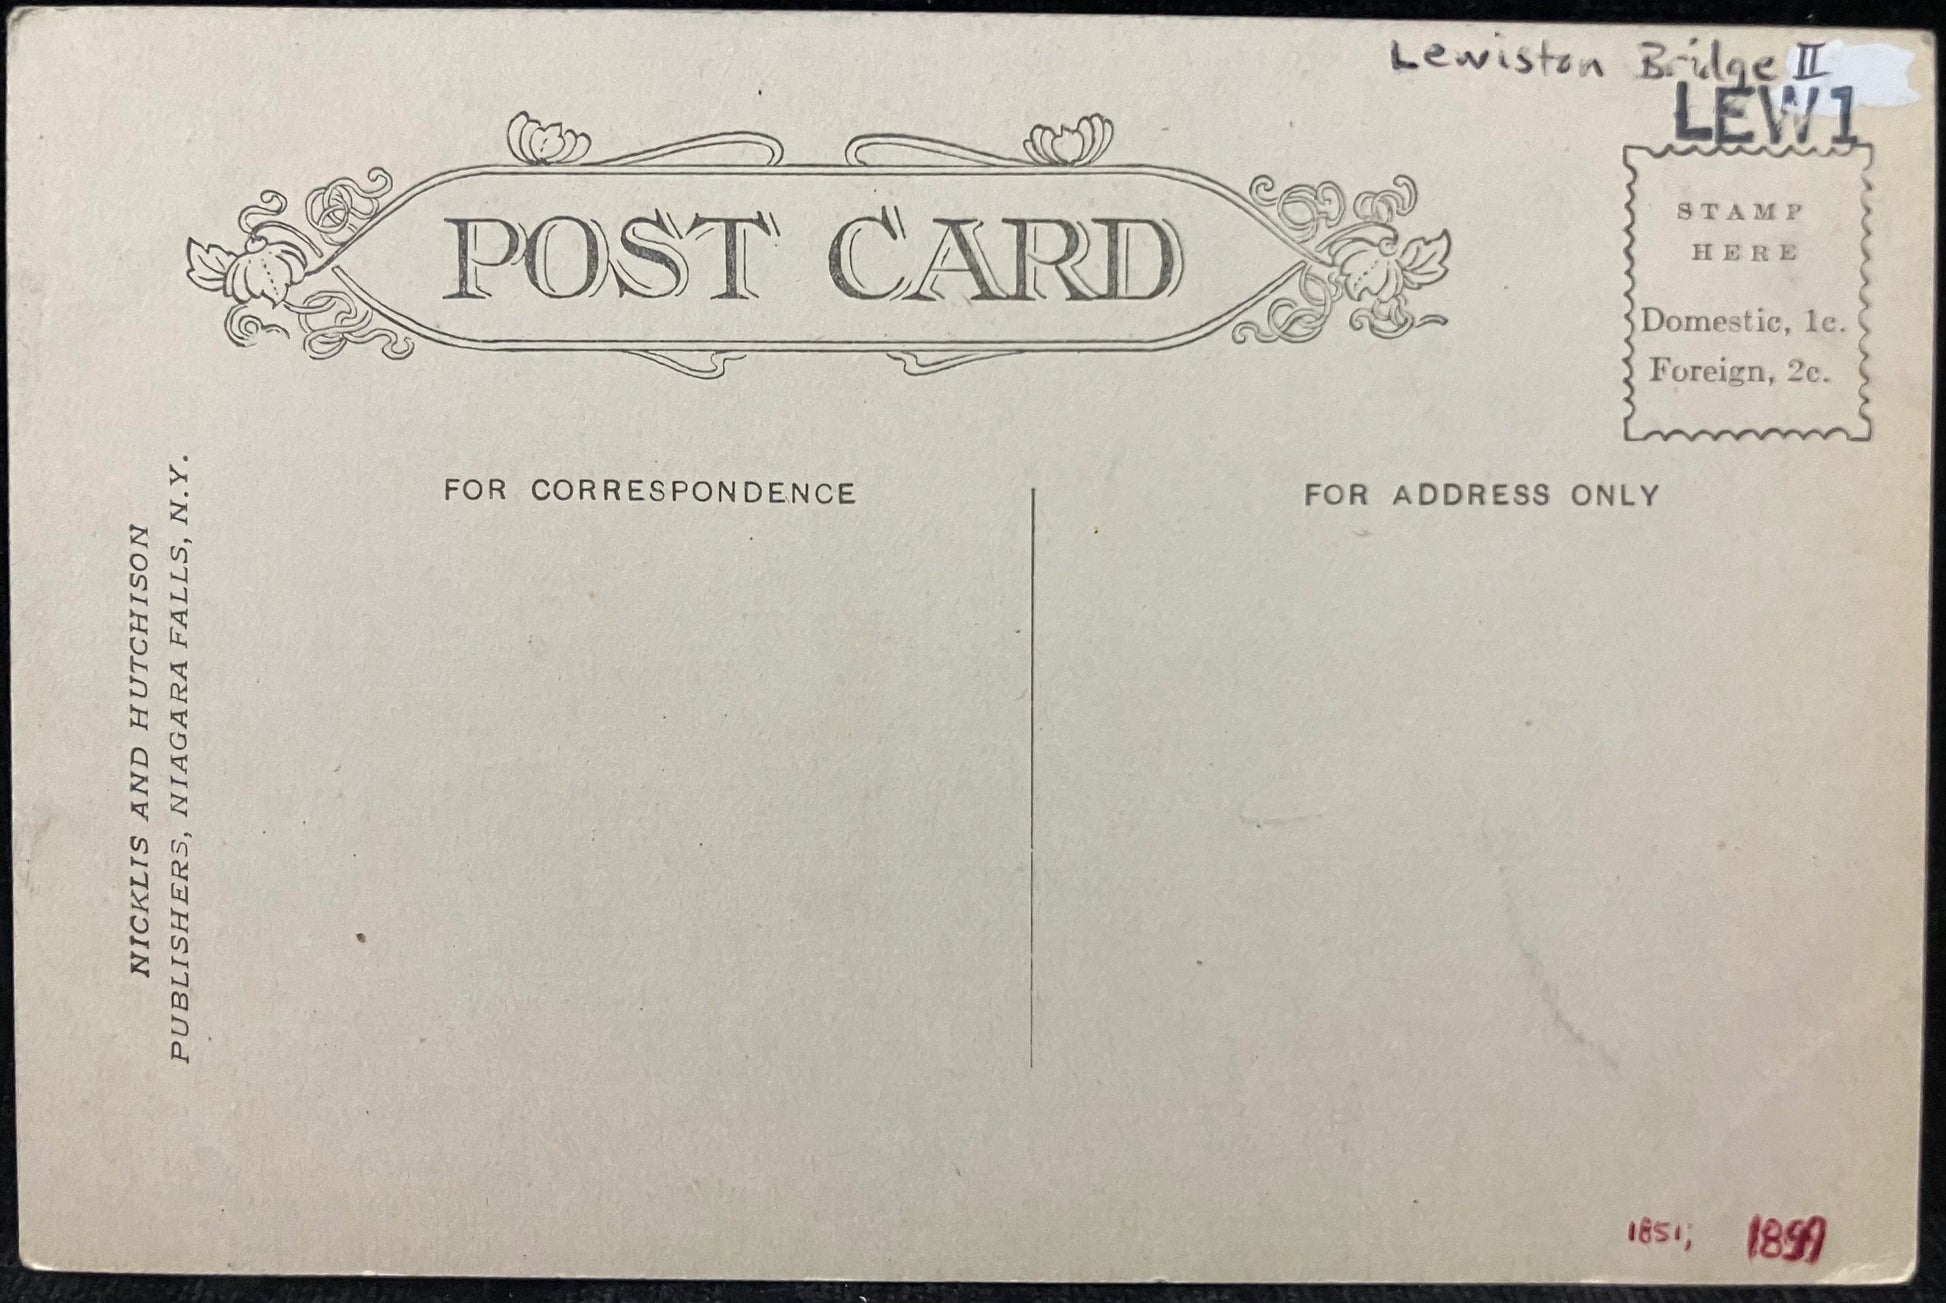 Lewiston Bridge II
LEW1
POST CARD
STAMP
HERE
Domestic, 1c.
Foreign, 2c.
FOR CORRESPONDENCE
FOR ADDRESS ONLY
NICKLIS AND HUTCHISON
PUBLISHERS, NIAGARA FALLS, N.Y.
1851; 1899